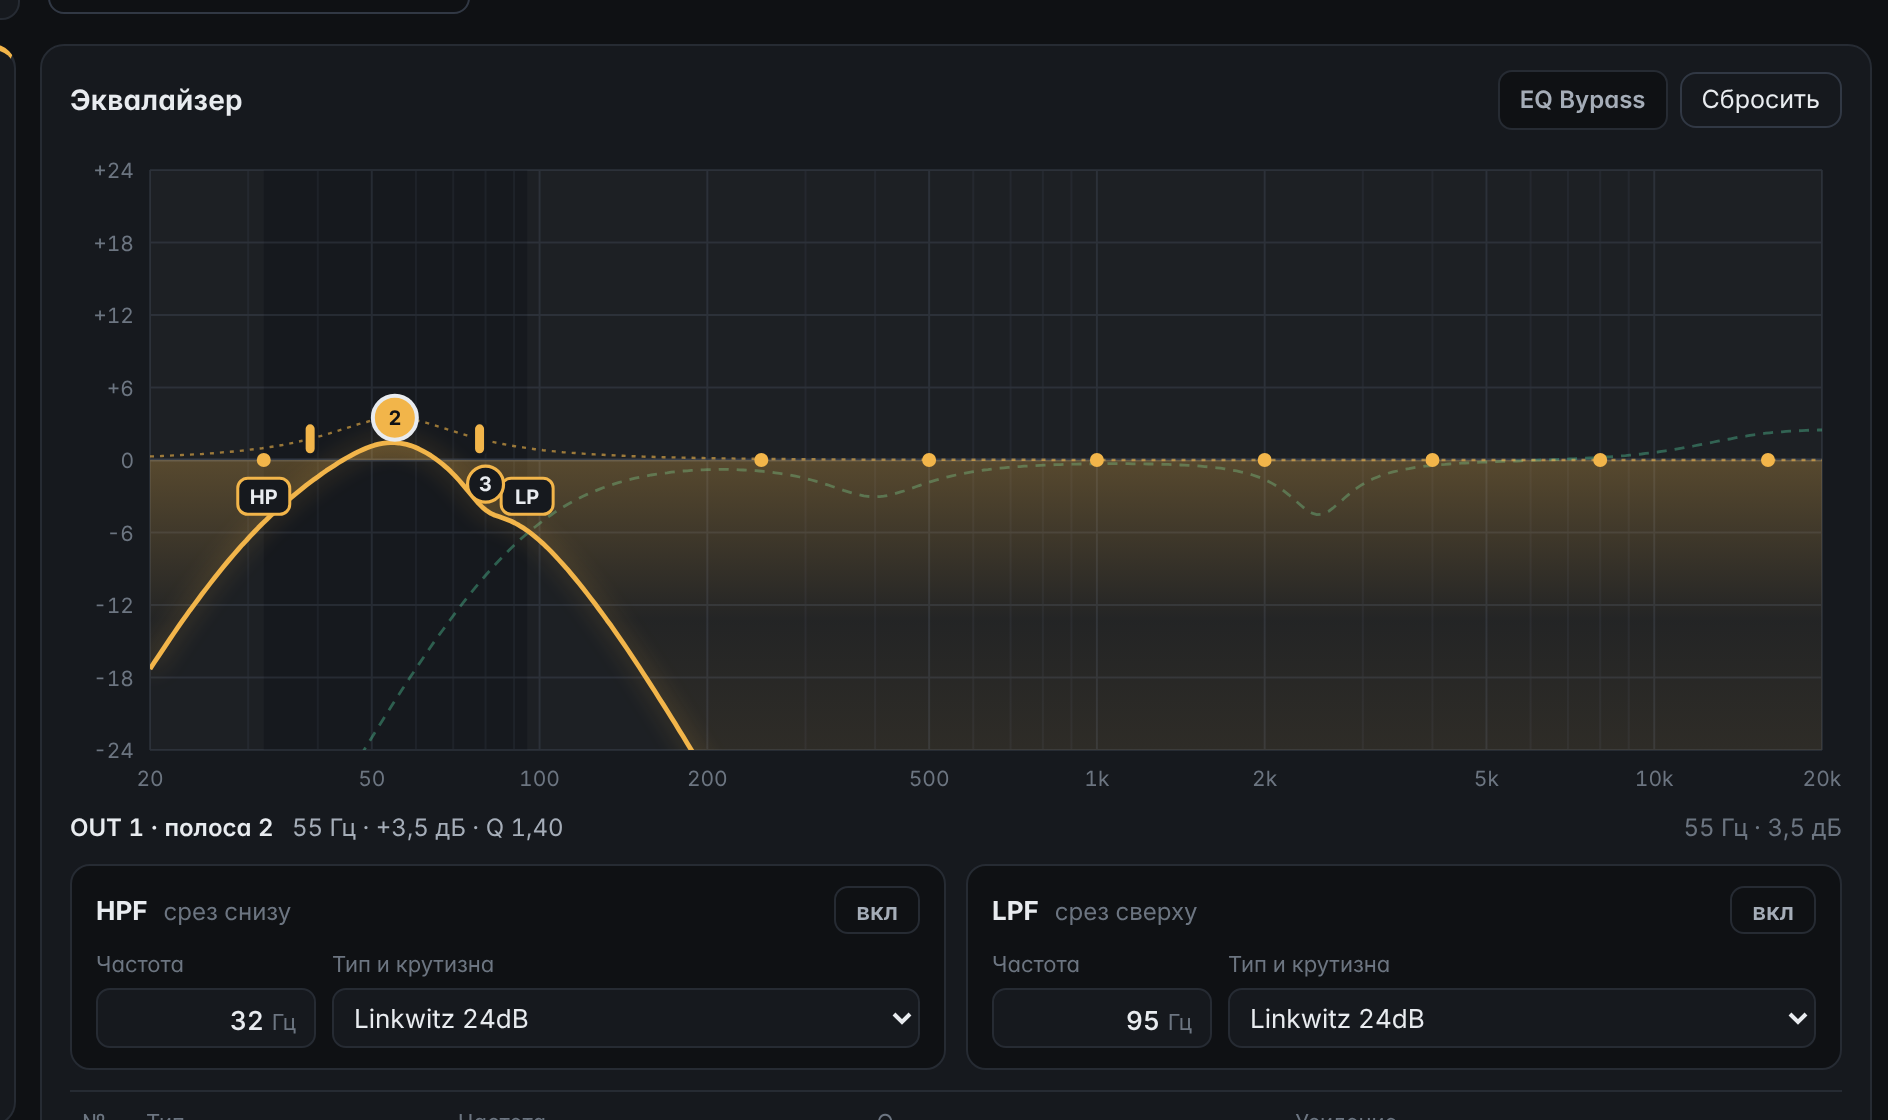 Эквалайзер
EQ Bypass
Сбросить
+24
+18
+12
+6
0
-6
-12
-18
-24
2
3
HP
LP
20 50 100 200 500 1k 2k 5k 10k 20k
OUT 1 · полоса 2 55 Гц · +3,5 дБ · Q 1,40
55 Гц · 3,5 дБ
HPF срез снизу
вкл
Частота Тип и крутизна
32 Гц Linkwitz 24dB
LPF срез сверху
вкл
Частота Тип и крутизна
95 Гц Linkwitz 24dB